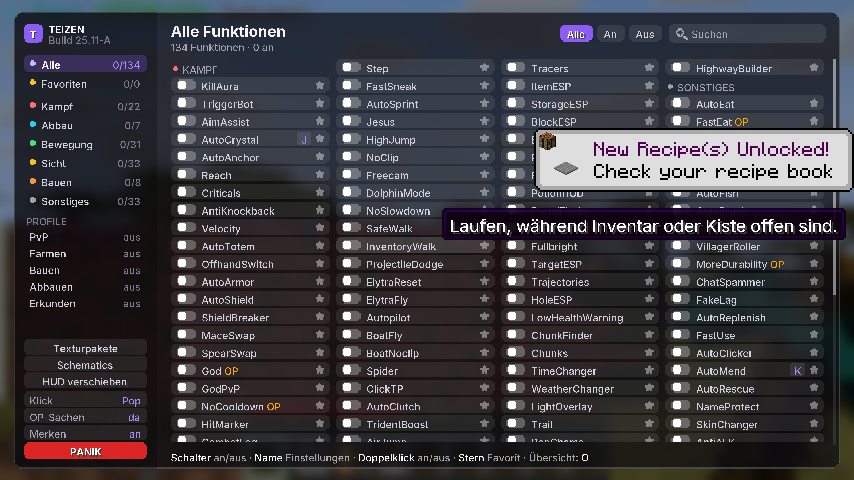 T
TEIZEN
Build 25.11-A
Alle 0/134
Favoriten 0/0
Kampf 0/22
Abbau 0/7
Bewegung 0/31
Sicht 0/33
Bauen 0/8
Sonstiges 0/33
PROFILE
PvP aus
Farmen aus
Bauen aus
Abbauen aus
Erkunden aus
Texturpakete
Schematics
HUD verschieben
Klick Pop
OP-Sachen da
Merken an
PANIK
Alle Funktionen
134 Funktionen · 0 an
Alle An Aus
Suchen
KAMPF
KillAura
TriggerBot
AimAssist
AutoCrystal J
AutoAnchor
Reach
Criticals
AntiKnockback
Velocity
AutoTotem
OffhandSwitch
AutoArmor
AutoShield
ShieldBreaker
MaceSwap
SpearSwap
God OP
GodPvP
NoCooldown OP
HitMarker
CombatLog
Step
FastSneak
AutoSprint
Jesus
HighJump
NoClip
Freecam
DolphinMode
NoSlowdown
SafeWalk
InventoryWalk
ProjectileDodge
ElytraReset
ElytraFly
Autopilot
BoatFly
BoatNoclip
Spider
ClickTP
AutoClutch
TridentBoost
AirJump
Tracers
ItemESP
StorageESP
BlockESP
PotionHUD
Fullbright
TargetESP
Trajectories
HoleESP
LowHealthWarning
ChunkFinder
Chunks
TimeChanger
WeatherChanger
LightOverlay
Trail
HighwayBuilder
SONSTIGES
AutoEat
FastEat OP
AutoFish
VillagerRoller
MoreDurability OP
ChatSpammer
FakeLag
AutoReplenish
FastUse
AutoClicker
AutoMend K
AutoRescue
NameProtect
SkinChanger
AntiAFK
New Recipe(s) Unlocked!
Check your recipe book
Laufen, während Inventar oder Kiste offen sind.
Schalter an/aus · Name Einstellungen · Doppelklick an/aus · Stern Favorit · Übersicht: O